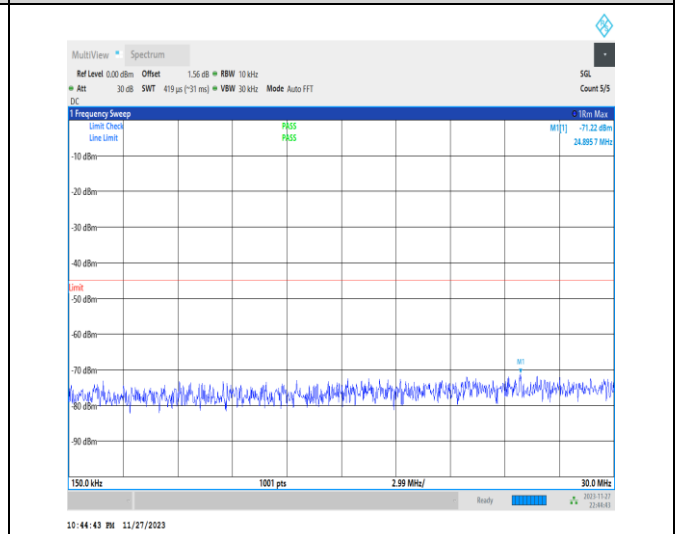 MultiView Spectrum
Ref Level 0.00 dBm Offset 1.56 dB RBW 10 kHz SGL
Att 30 dB SWT 419 µs (~31 ms) VBW 30 kHz Mode Auto FFT Count 5/5
DC
1 Frequency Sweep 1Rm Max
Limit Check PASS M1[1] -71.22 dBm
Line Limit PASS 24.895 7 MHz
-10 dBm
-20 dBm
-30 dBm
-40 dBm
Limit
-50 dBm
-60 dBm
M1
-70 dBm
-80 dBm
-90 dBm
150.0 kHz 1001 pts 2.99 MHz/ 30.0 MHz
Ready 2023-11-27
22:44:43
10:44:43 PM 11/27/2023